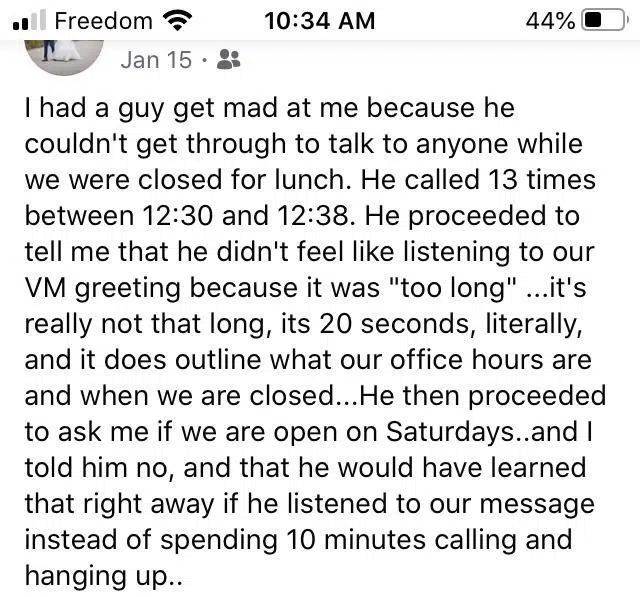 Freedom 10:34 AM 44%
Jan 15 ·
I had a guy get mad at me because he
couldn't get through to talk to anyone while
we were closed for lunch. He called 13 times
between 12:30 and 12:38. He proceeded to
tell me that he didn't feel like listening to our
VM greeting because it was "too long" ...it's
really not that long, its 20 seconds, literally,
and it does outline what our office hours are
and when we are closed...He then proceeded
to ask me if we are open on Saturdays..and I
told him no, and that he would have learned
that right away if he listened to our message
instead of spending 10 minutes calling and
hanging up..